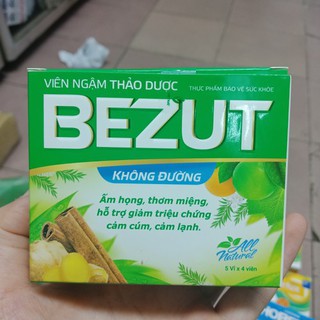 VIÊN NGẬM THẢO DƯỢC
THỰC PHẨM BẢO VỆ SỨC KHỎE
BEZUT
KHÔNG ĐƯỜNG
Ấm họng, thơm miệng,
hỗ trợ giảm triệu chứng
cảm cúm, cảm lạnh.
All
Natural
5 Vỉ x 4 viên